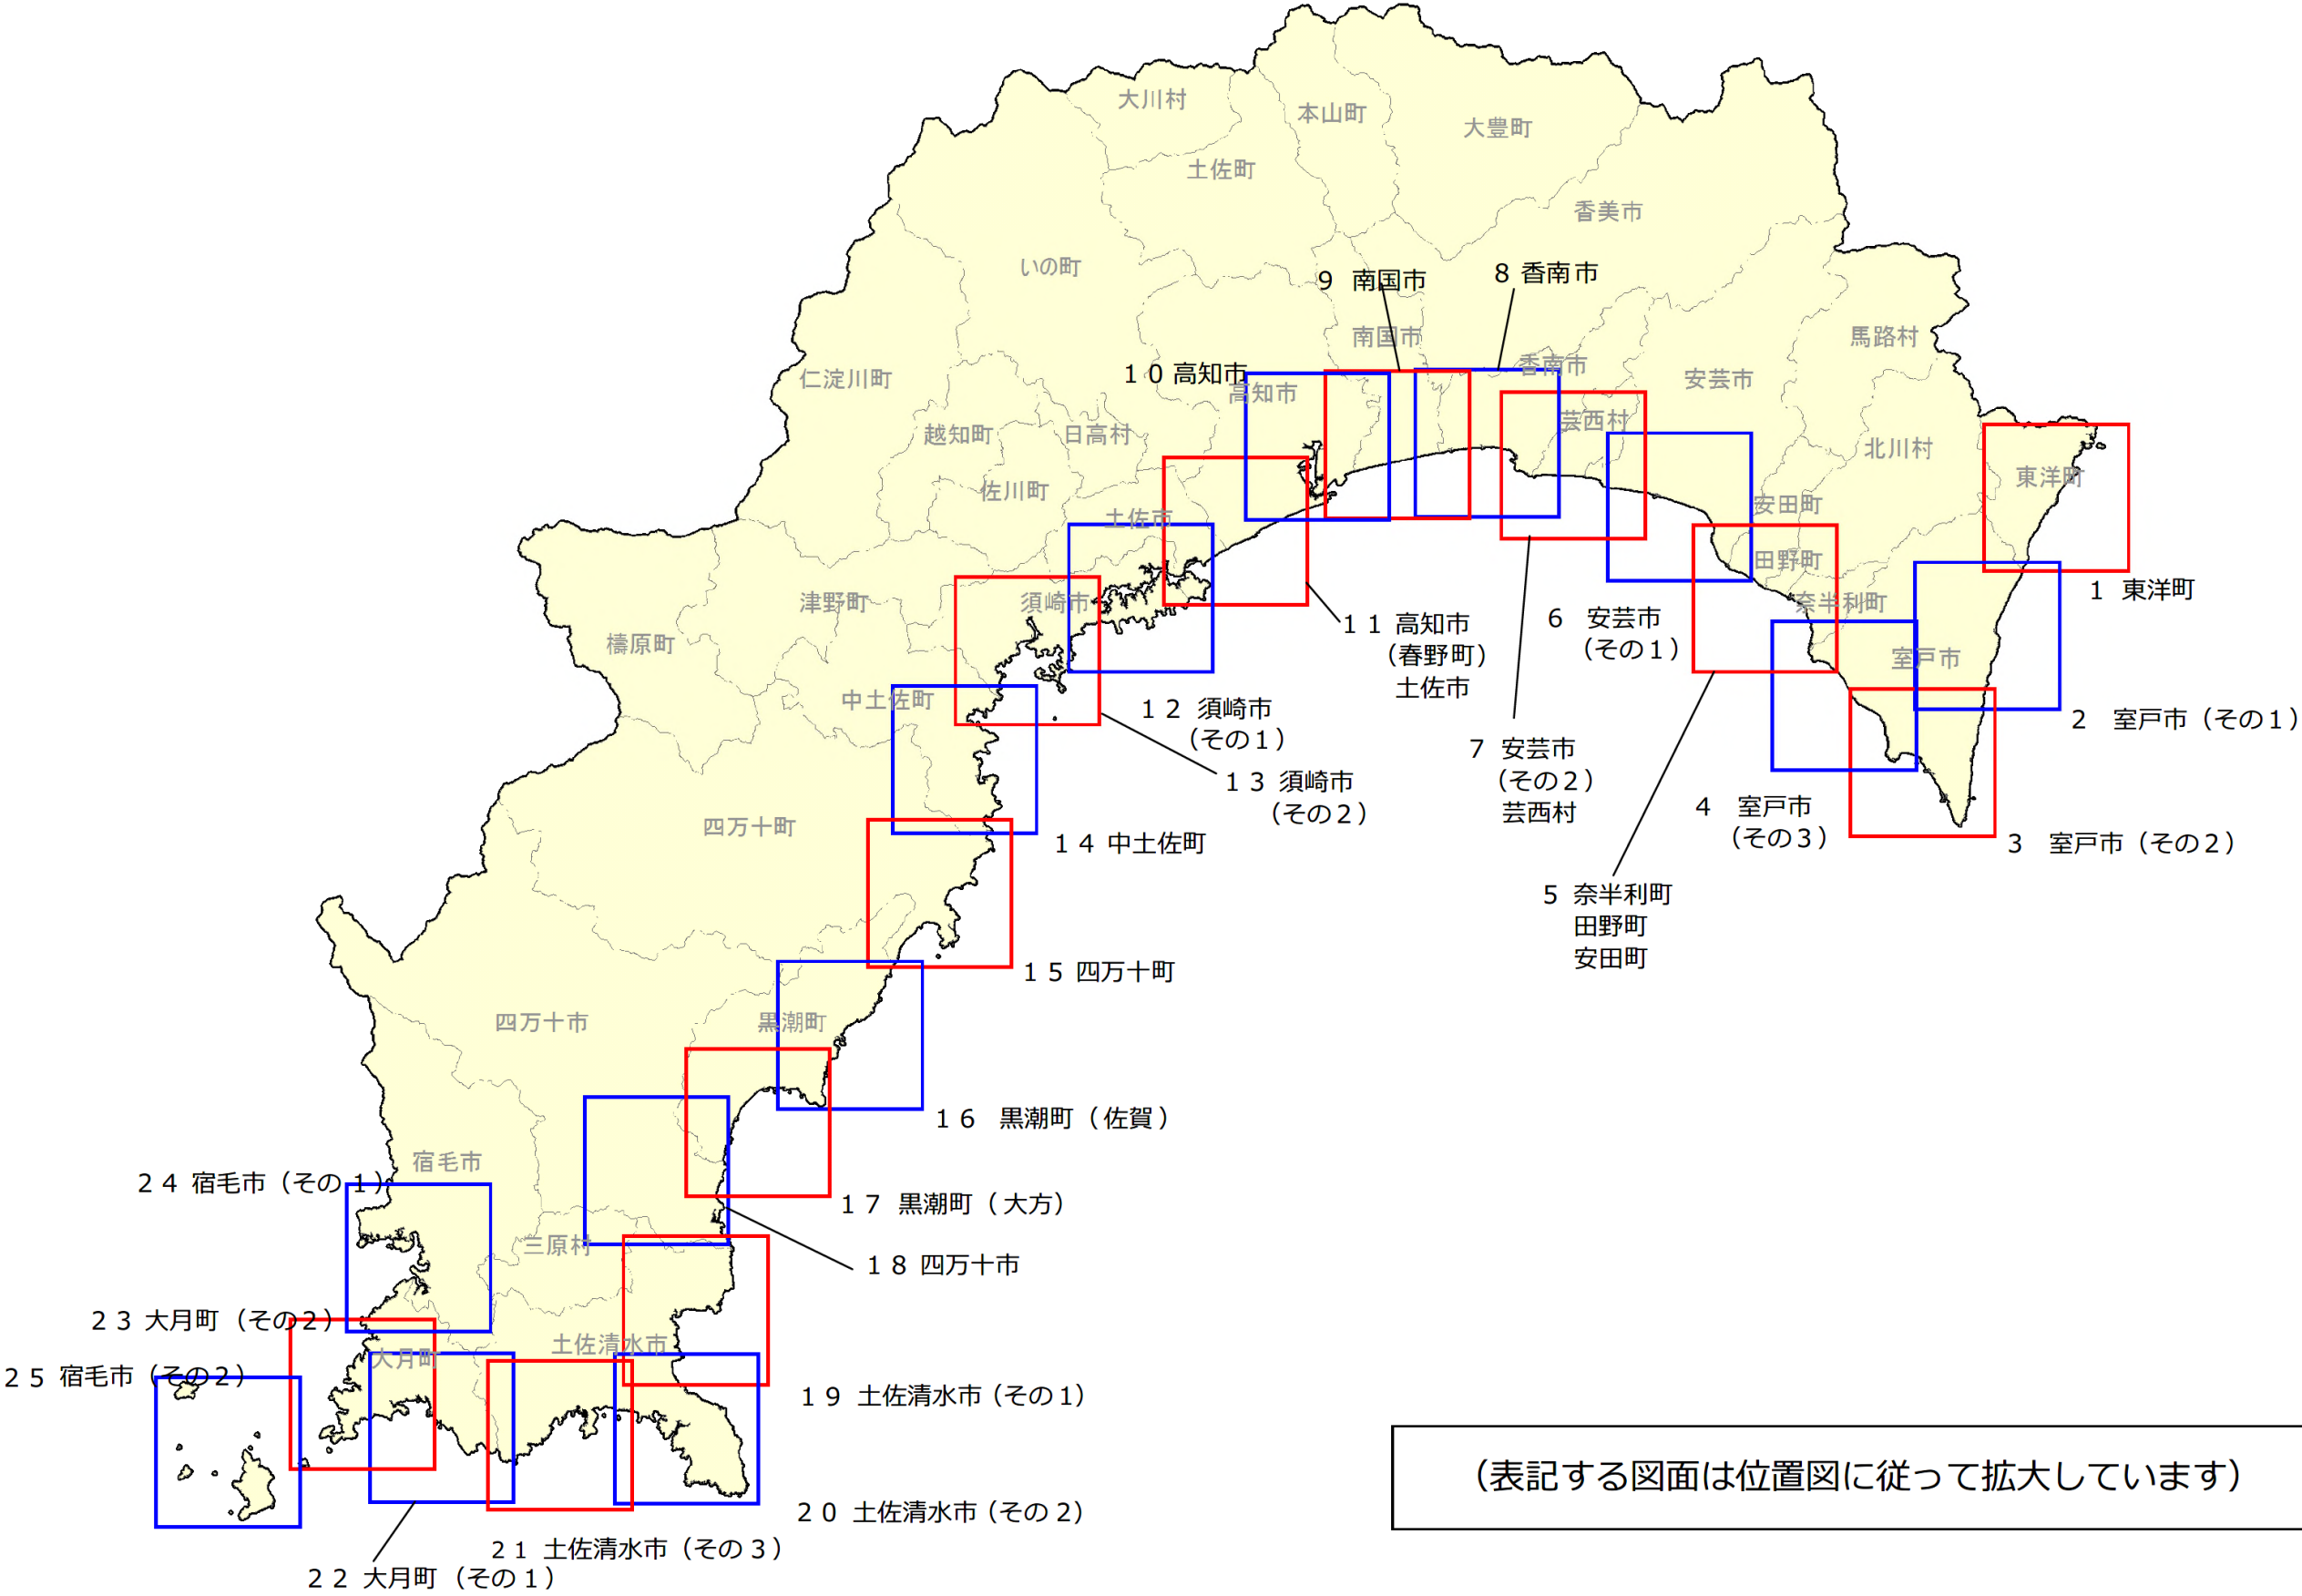 大川村
本山町
大豊町
土佐町
香美市
いの町
9 南国市
8 香南市
南国市
馬路村
10 高知市
高知市
香南市
安芸市
仁淀川町
芸西村
越知町
日高村
北川村
東洋町
佐川町
土佐市
安田町
田野町
1 東洋町
津野町
須崎市
奈半利町
檮原町
11 高知市
(春野町)
土佐市
6 安芸市
(その1)
室戸市
中土佐町
12 須崎市
(その1)
2 室戸市(その1)
7 安芸市
(その2)
芸西村
13 須崎市
(その2)
4 室戸市
(その3)
3 室戸市(その2)
四万十町
14 中土佐町
5 奈半利町
田野町
安田町
15 四万十町
四万十市
黒潮町
16 黒潮町(佐賀)
宿毛市
24 宿毛市(その1)
17 黒潮町(大方)
三原村
18 四万十市
23 大月町(その2)
土佐清水市
大月町
25 宿毛市(その2)
19 土佐清水市(その1)
(表記する図面は位置図に従って拡大しています)
20 土佐清水市(その2)
21 土佐清水市(その3)
22 大月町(その1)